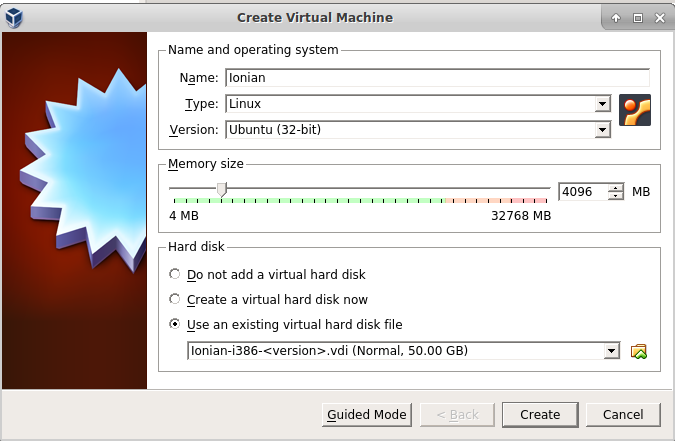 Create Virtual Machine
Name and operating system
Name: Ionian
Type: Linux
Version: Ubuntu (32-bit)
Memory size
4096 MB
4 MB 32768 MB
Hard disk
Do not add a virtual hard disk
Create a virtual hard disk now
Use an existing virtual hard disk file
Ionian-i386-<version>.vdi (Normal, 50.00 GB)
Guided Mode < Back Create Cancel